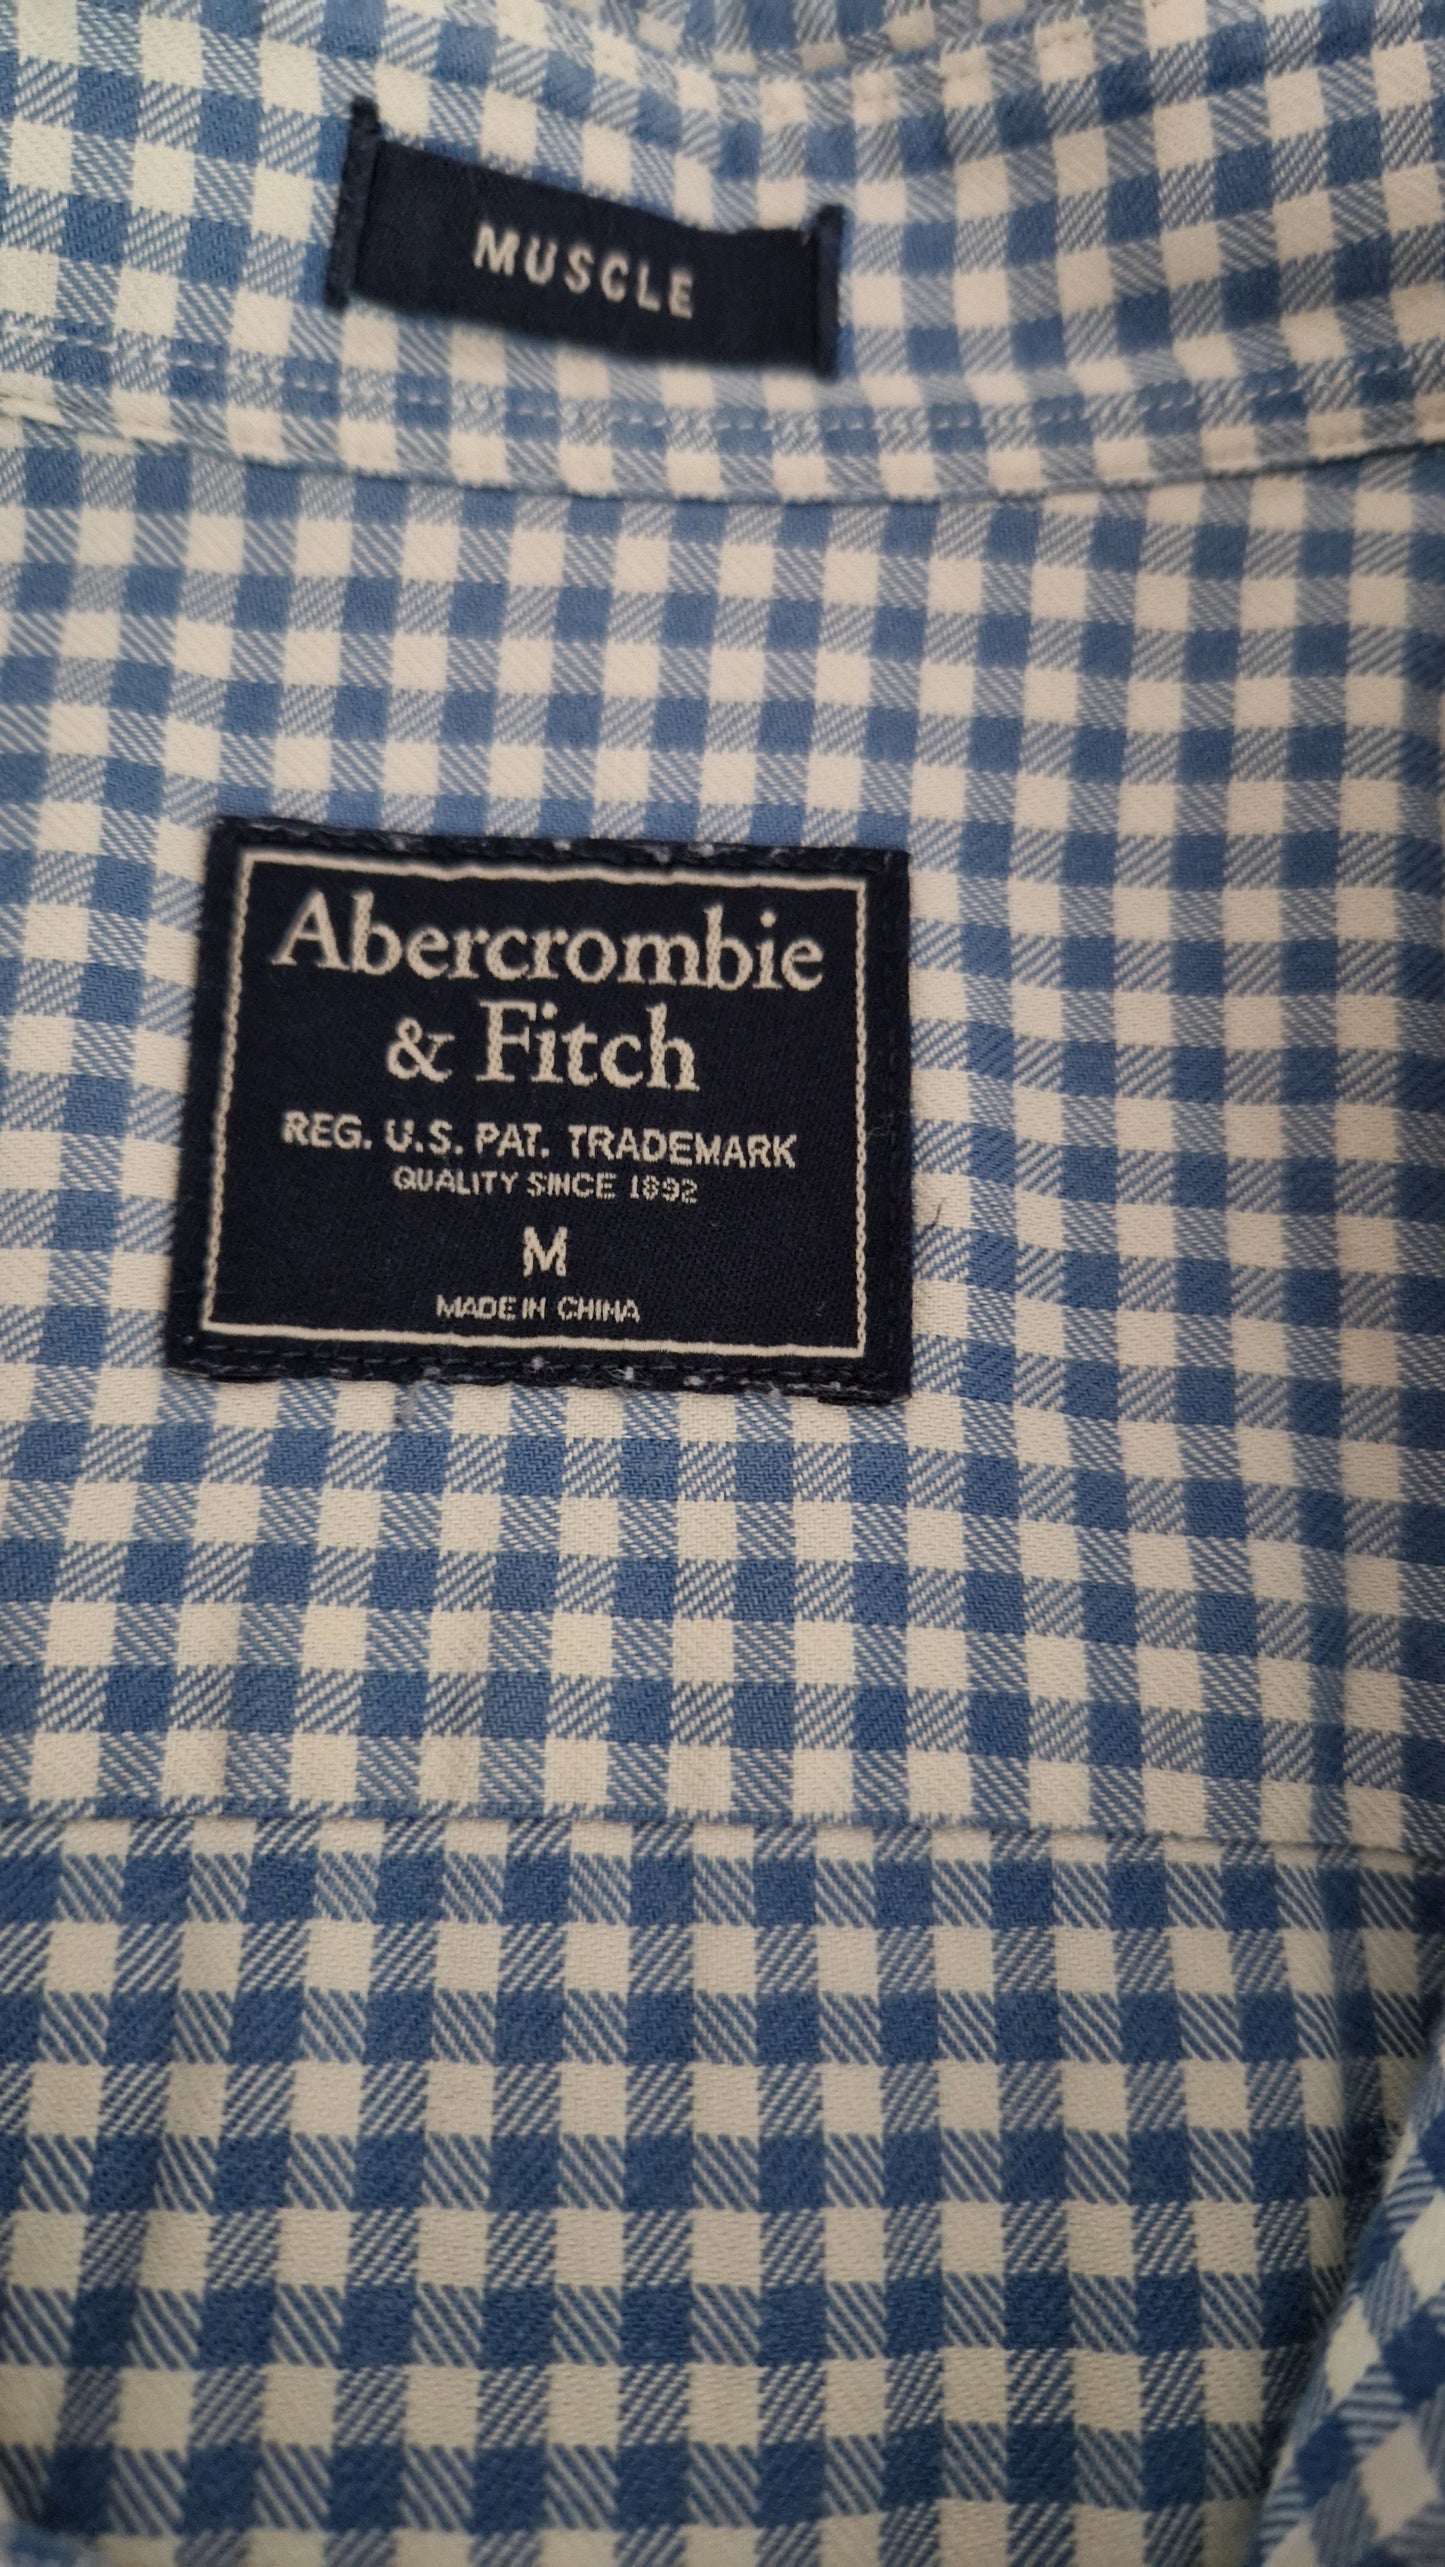 MUSCLE
Abercrombie
& Fitch
REG. U.S. PAT. TRADEMARK
QUALITY SINCE 1892
M
MADE IN CHINA